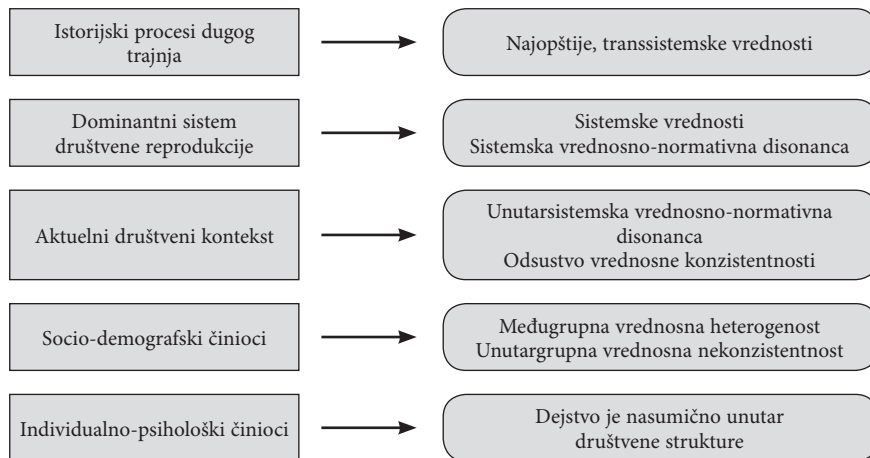 Istorijski procesi dugog
trajnja
Najopštije, transsistemske vrednosti
Dominantni sistem
društvene reprodukcije
Sistemske vrednosti
Sistemska vrednosno-normativna disonanca
Aktuelni društveni kontekst
Unutarsistemska vrednosno-normativna
disonanca
Odsustvo vrednosne konzistentnosti
Socio-demografski činioci
Međugrupna vrednosna heterogenost
Unutargrupna vrednosna nekonzistentnost
Individualno-psihološki činioci
Dejstvo je nasumično unutar
društvene strukture